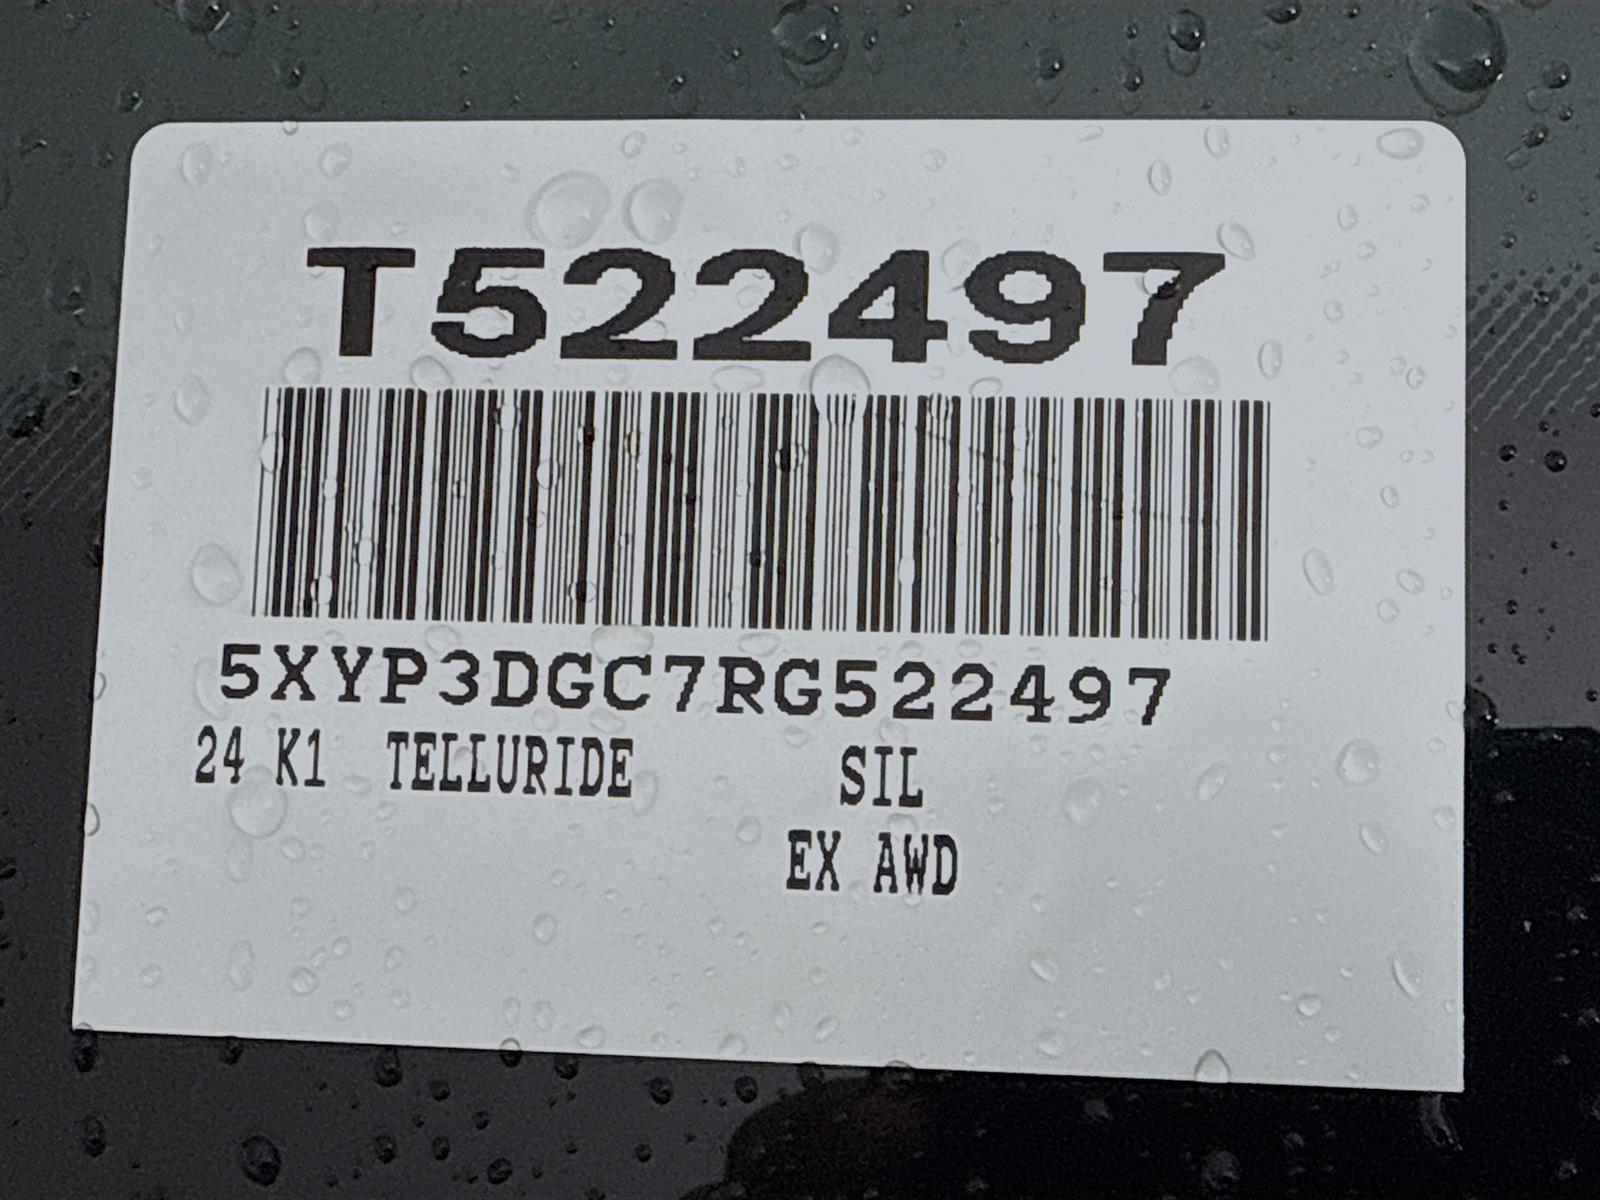 T522497
5XYP3DGC7RG522497
24 K1 TELLURIDE SIL
EX AWD